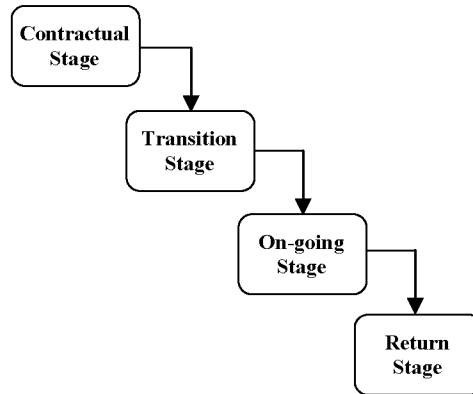 Contractual
Stage
Transition
Stage
On-going
Stage
Return
Stage